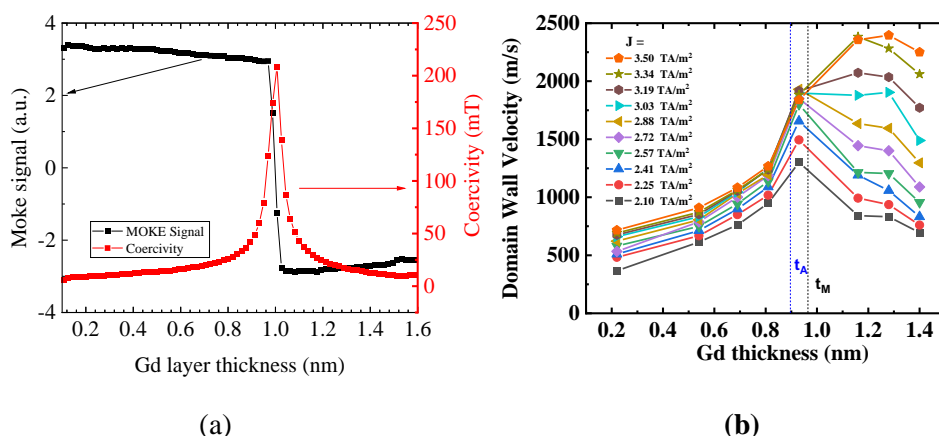 4
3
2
0
-2
-3
-4
Moke signal (a.u.)
0.2 0.4 0.6 0.8 1.0 1.2 1.4 1.6
Gd layer thickness (nm)
250
200
150
100
50
0
Coercivity (mT)
MOKE Signal
Coercivity
(a)
2500
2000
1500
1000
500
0
Domain Wall Velocity (m/s)
J =
3.50 TA/m²
3.34 TA/m²
3.19 TA/m²
3.03 TA/m²
2.88 TA/m²
2.72 TA/m²
2.57 TA/m²
2.41 TA/m²
2.25 TA/m²
2.10 TA/m²
tA
tM
0.2 0.4 0.6 0.8 1.0 1.2 1.4
Gd thickness (nm)
(b)